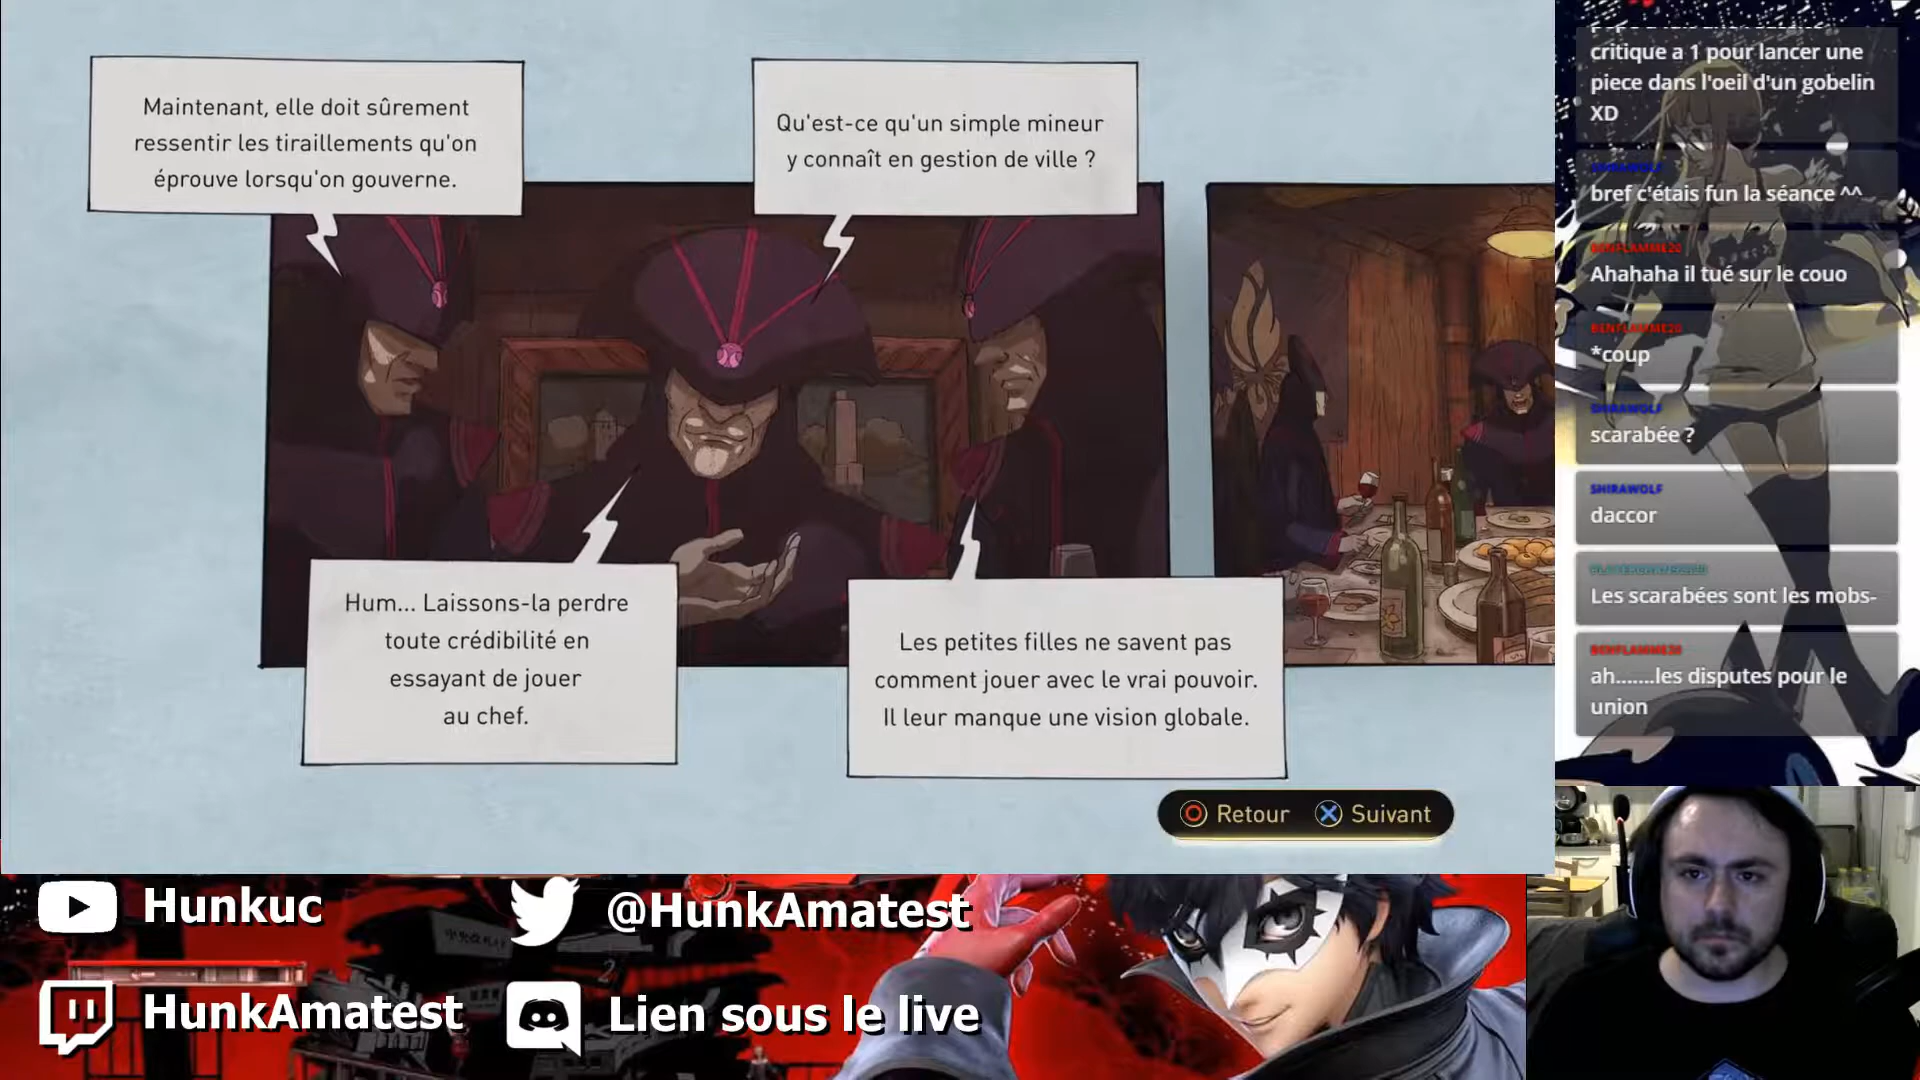 Maintenant, elle doit sûrement
ressentir les tiraillements qu'on
éprouve lorsqu'on gouverne.
Qu'est-ce qu'un simple mineur
y connaît en gestion de ville ?
Hum... Laissons-la perdre
toute crédibilité en
essayant de jouer
au chef.
Les petites filles ne savent pas
comment jouer avec le vrai pouvoir.
Il leur manque une vision globale.
Retour
Suivant
critique a 1 pour lancer une
piece dans l'oeil d'un gobelin
XD
SHIRAWOLF
bref c'étais fun la séance ^^
BENFLAMME20
Ahahaha il tué sur le couo
BENFLAMME20
*coup
SHIRAWOLF
scarabée ?
SHIRAWOLF
daccor
Les scarabées sont les mobs-
BENFLAMME20
ah.......les disputes pour le
union
Hunkuc
@HunkAmatest
HunkAmatest
Lien sous le live